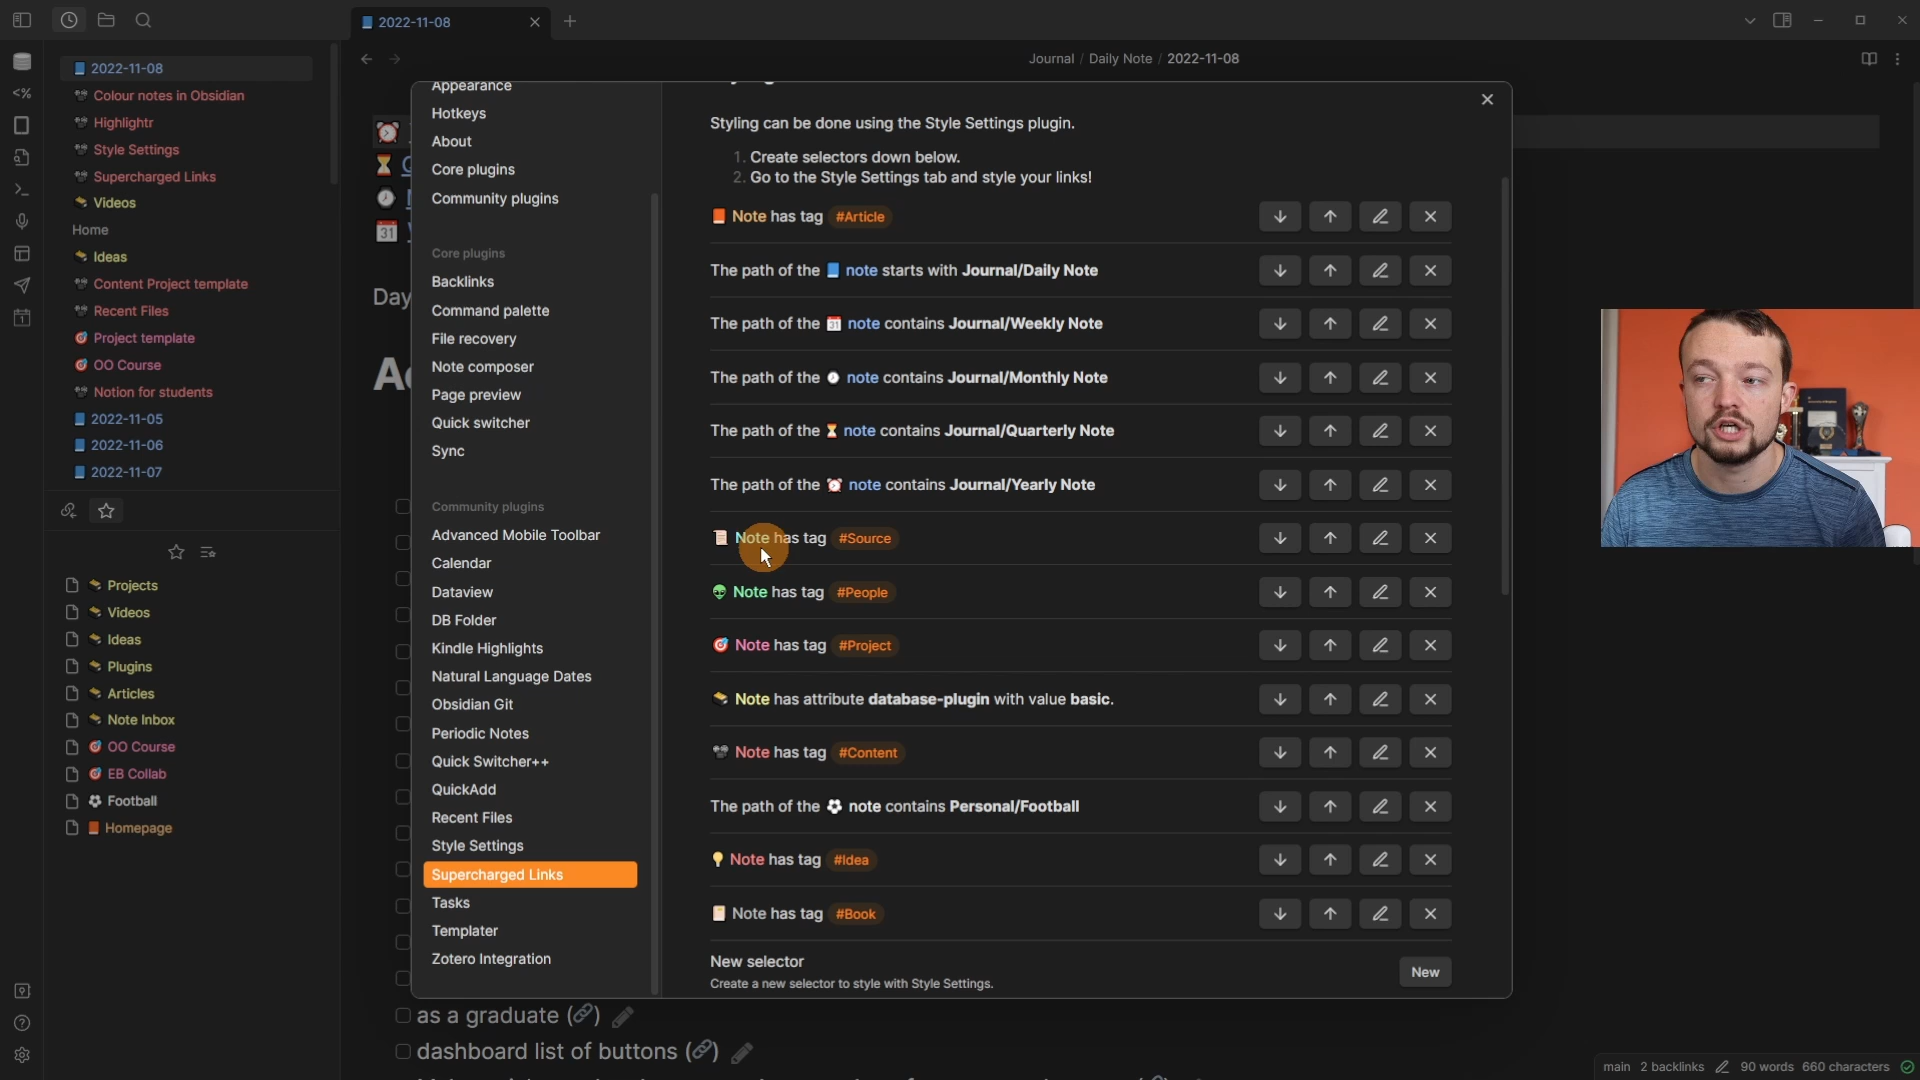 2022-11-08
Journal / Daily Note / 2022-11-08
2022-11-08
Colour notes in Obsidian
Highlightr
Style Settings
Supercharged Links
Videos
Home
Ideas
Content Project template
Recent Files
Project template
OO Course
Notion for students
2022-11-05
2022-11-06
2022-11-07
Projects
Videos
Ideas
Plugins
Articles
Note Inbox
OO Course
EB Collab
Football
Homepage
Day
Appearance
Hotkeys
About
Core plugins
Community plugins
Core plugins
Backlinks
Command palette
File recovery
Note composer
Page preview
Quick switcher
Sync
Community plugins
Advanced Mobile Toolbar
Calendar
Dataview
DB Folder
Kindle Highlights
Natural Language Dates
Obsidian Git
Periodic Notes
Quick Switcher++
QuickAdd
Recent Files
Style Settings
Supercharged Links
Tasks
Templater
Zotero Integration
Styling can be done using the Style Settings plugin.
1. Create selectors down below.
2. Go to the Style Settings tab and style your links!
Note has tag #Article
The path of the note starts with Journal/Daily Note
The path of the note contains Journal/Weekly Note
The path of the note contains Journal/Monthly Note
The path of the note contains Journal/Quarterly Note
The path of the note contains Journal/Yearly Note
Note has tag #Source
Note has tag #People
Note has tag #Project
Note has attribute database-plugin with value basic.
Note has tag #Content
The path of the note contains Personal/Football
Note has tag #Idea
Note has tag #Book
New selector
Create a new selector to style with Style Settings.
New
as a graduate
dashboard list of buttons
main 2 backlinks 90 words 660 characters